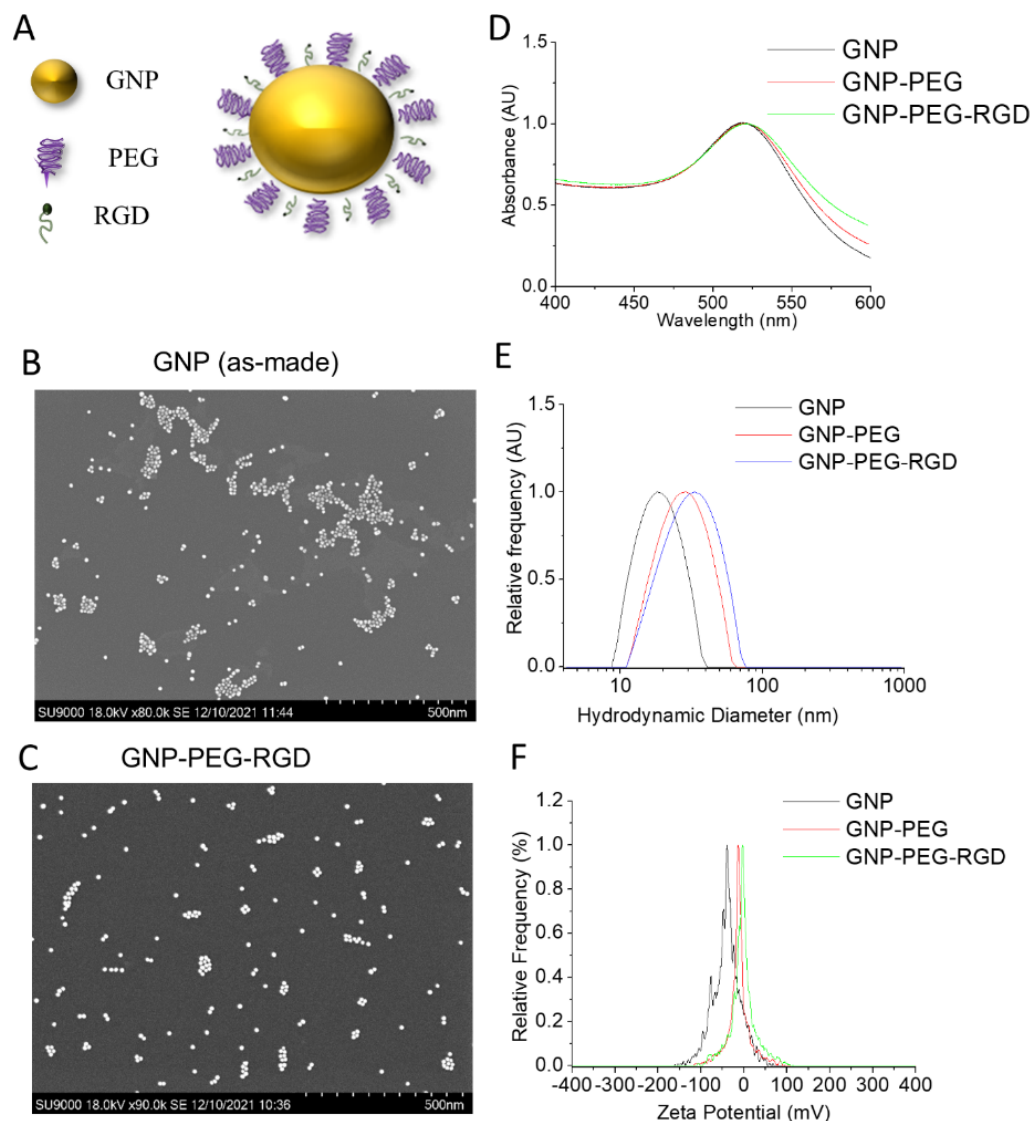 A
GNP
PEG
RGD
B
GNP (as-made)
SU9000 18.0kV x80.0k SE 12/10/2021 11:44
500nm
C
GNP-PEG-RGD
SU9000 18.0kV x90.0k SE 12/10/2021 10:36
500nm
D
GNP
GNP-PEG
GNP-PEG-RGD
Absorbance (AU)
1.5
1.0
0.5
0.0
400 450 500 550 600
Wavelength (nm)
E
GNP
GNP-PEG
GNP-PEG-RGD
Relative frequency (AU)
1.5
1.0
0.5
0.0
10 100 1000
Hydrodynamic Diameter (nm)
F
GNP
GNP-PEG
GNP-PEG-RGD
Relative Frequency (%)
1.2
1.0
0.8
0.6
0.4
0.2
0.0
-400 -300 -200 -100 0 100 200 300 400
Zeta Potential (mV)